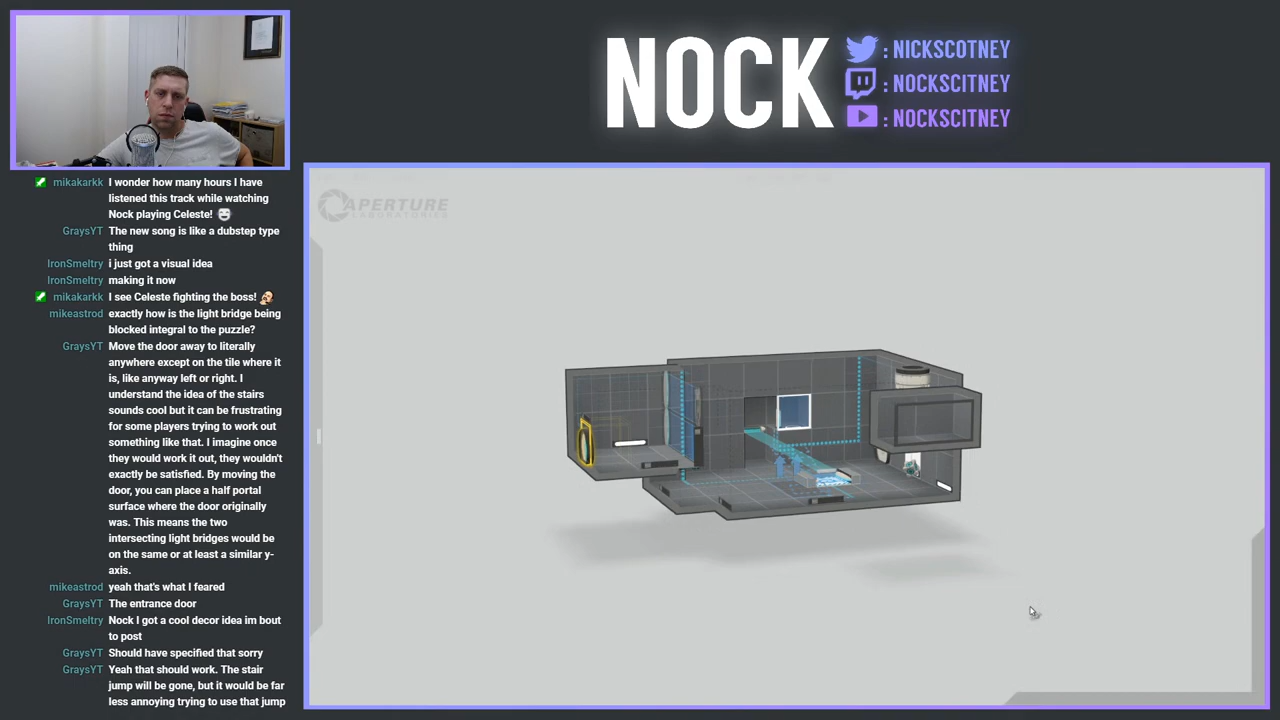 NOCK
: NICKSCOTNEY
: NOCKSCITNEY
: NOCKSCITNEY
mikakarkk I wonder how many hours I have
listened this track while watching
Nock playing Celeste!
GraysYT The new song is like a dubstep type
thing
IronSmeltry i just got a visual idea
IronSmeltry making it now
mikakarkk I see Celeste fighting the boss!
mikeastrod exactly how is the light bridge being
blocked integral to the puzzle?
GraysYT Move the door away to literally
anywhere except on the tile where it
is, like anyway left or right. I
understand the idea of the stairs
sounds cool but it can be frustrating
for some players trying to work out
something like that. I imagine once
they would work it out, they wouldn't
exactly be satisfied. By moving the
door, you can place a half portal
surface where the door originally
was. This means the two
intersecting light bridges would be
on the same or at least a similar y-
axis.
mikeastrod yeah that's what I feared
GraysYT The entrance door
IronSmeltry Nock I got a cool decor idea im bout
to post
GraysYT Should have specified that sorry
GraysYT Yeah that should work. The stair
jump will be gone, but it would be far
less annoying trying to use that jump
APERTURE
LABORATORIES